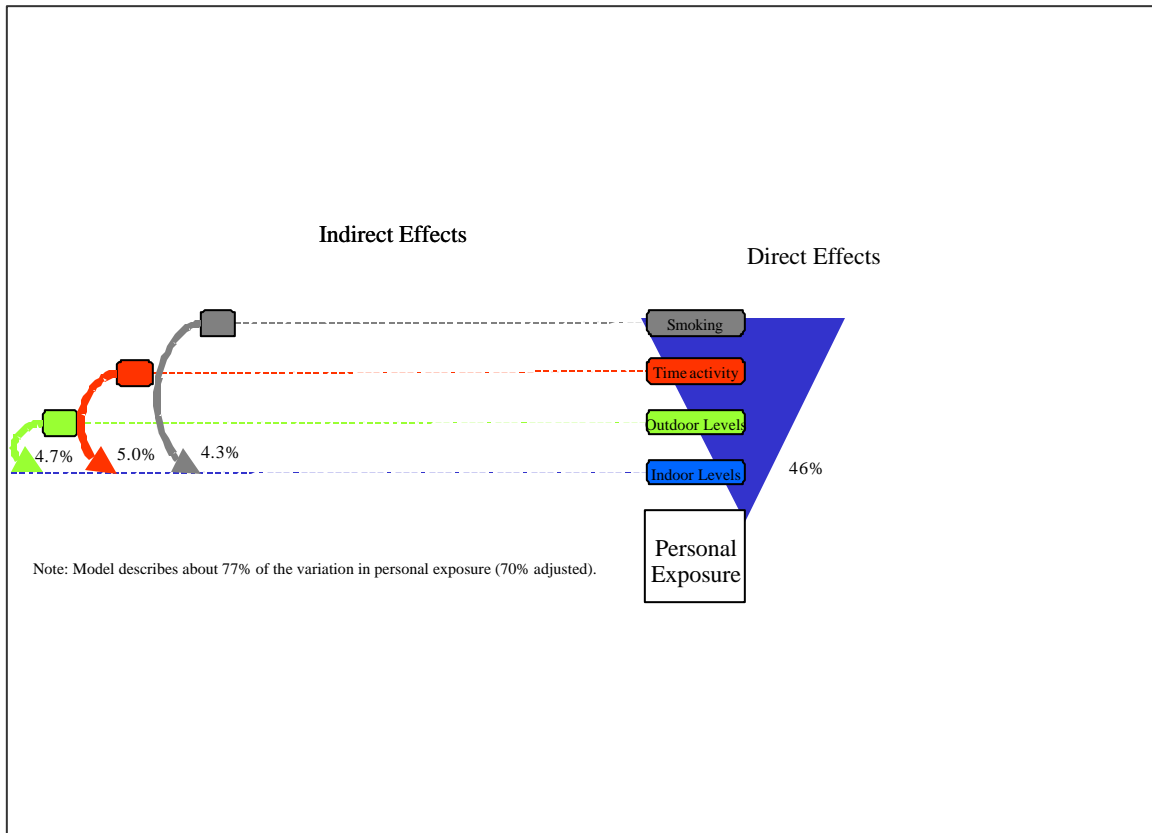 Indirect Effects
Direct Effects
Smoking
Time activity
Outdoor Levels
Indoor Levels
4.7%
5.0%
4.3%
46%
Personal
Exposure
Note: Model describes about 77% of the variation in personal exposure (70% adjusted).